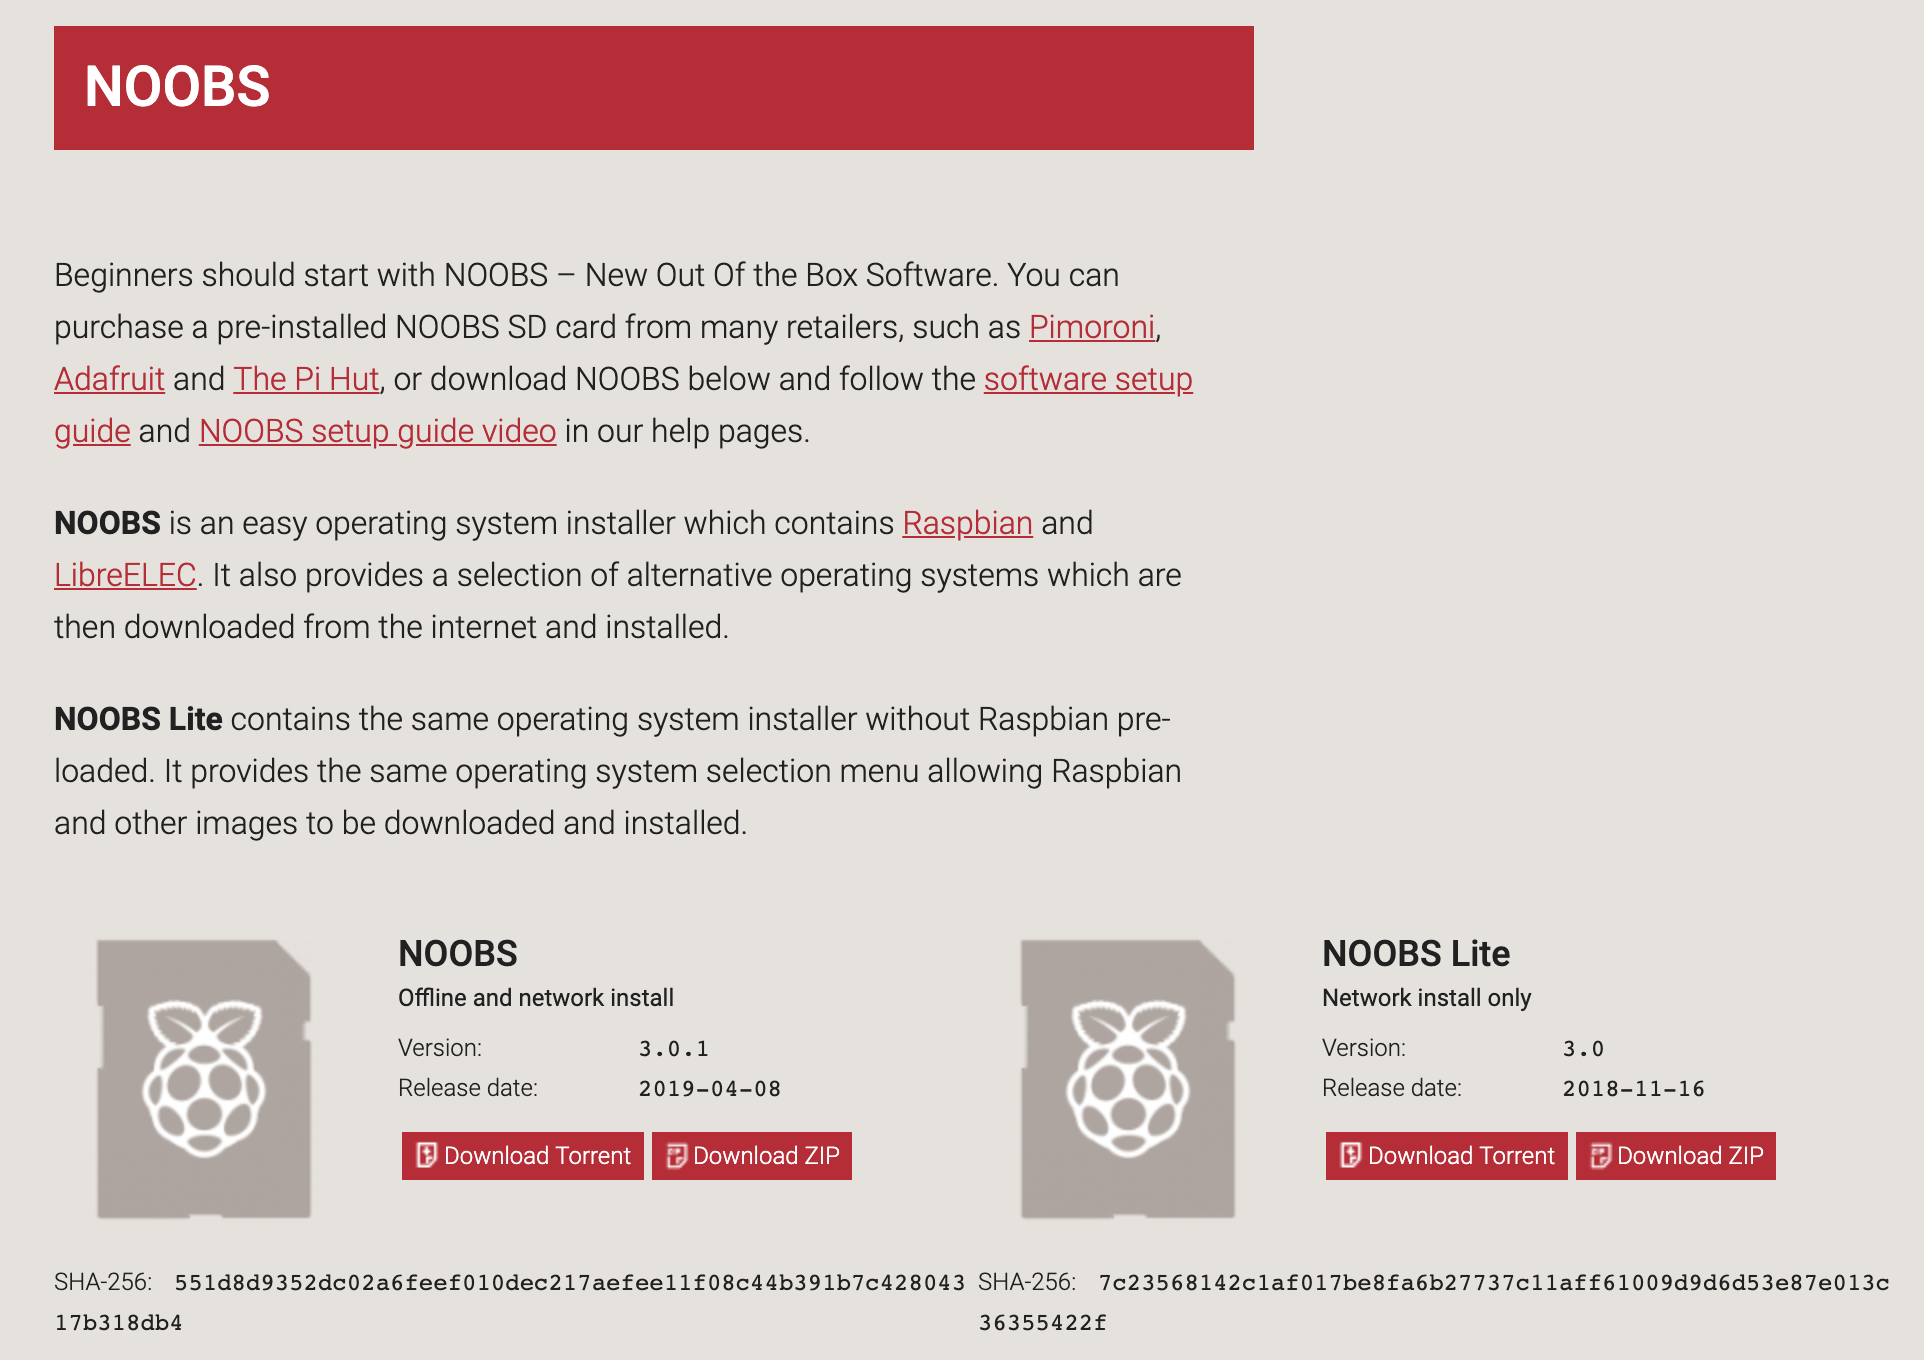 NOOBS
Beginners should start with NOOBS – New Out Of the Box Software. You can
purchase a pre-installed NOOBS SD card from many retailers, such as Pimoroni,
Adafruit and The Pi Hut, or download NOOBS below and follow the software setup
guide and NOOBS setup guide video in our help pages.
NOOBS is an easy operating system installer which contains Raspbian and
LibreELEC. It also provides a selection of alternative operating systems which are
then downloaded from the internet and installed.
NOOBS Lite contains the same operating system installer without Raspbian pre-
loaded. It provides the same operating system selection menu allowing Raspbian
and other images to be downloaded and installed.
NOOBS
Offline and network install
Version: 3.0.1
Release date: 2019-04-08
Download Torrent Download ZIP
SHA-256: 551d8d9352dc02a6feef010dec217aefee11f08c44b391b7c428043
17b318db4
NOOBS Lite
Network install only
Version: 3.0
Release date: 2018-11-16
Download Torrent Download ZIP
SHA-256: 7c23568142c1af017be8fa6b27737c11aff61009d9d6d53e87e013c
36355422f